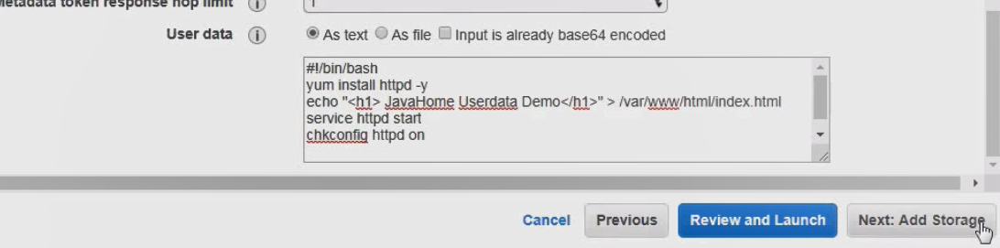 Metadata token response hop limit i 1
User data i As text As file Input is already base64 encoded
#!/bin/bash
yum install httpd -y
echo "<h1> JavaHome Userdata Demo</h1>" > /var/www/html/index.html
service httpd start
chkconfig httpd on
Cancel Previous Review and Launch Next: Add Storage